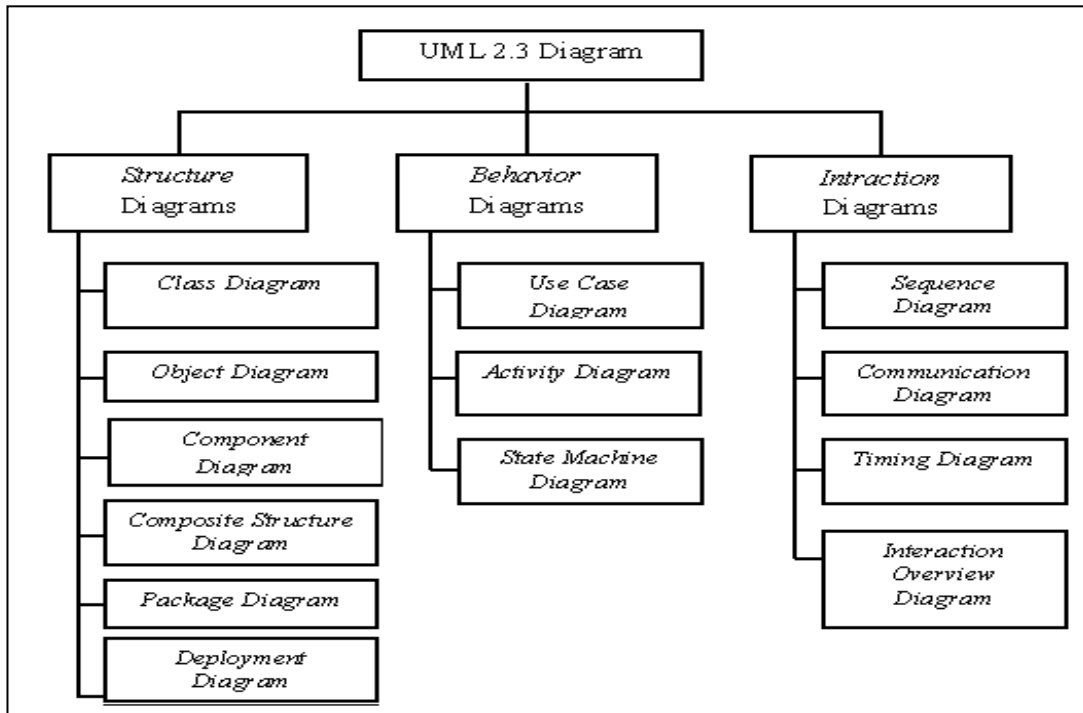 UML 2.3 Diagram
Structure
Diagrams
Behavior
Diagrams
Intraction
Diagrams
Class Diagram
Object Diagram
Component
Diagram
Composite Structure
Diagram
Package Diagram
Deployment
Diagram
Use Case
Diagram
Activity Diagram
State Machine
Diagram
Sequence
Diagram
Communication
Diagram
Timing Diagram
Interaction
Overview
Diagram